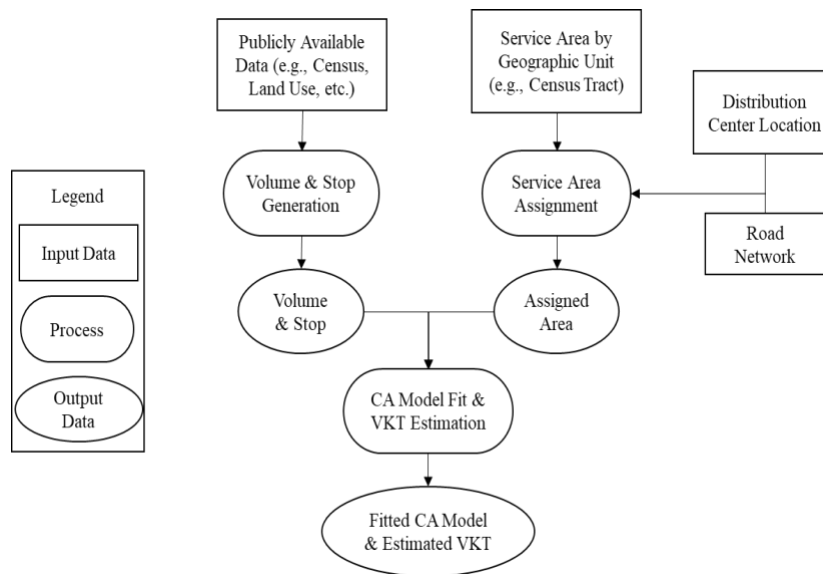 Publicly Available
Data (e.g., Census,
Land Use, etc.)
Service Area by
Geographic Unit
(e.g., Census Tract)
Distribution
Center Location
Legend
Input Data
Process
Output
Data
Volume & Stop
Generation
Service Area
Assignment
Road
Network
Volume
& Stop
Assigned
Area
CA Model Fit &
VKT Estimation
Fitted CA Model
& Estimated VKT